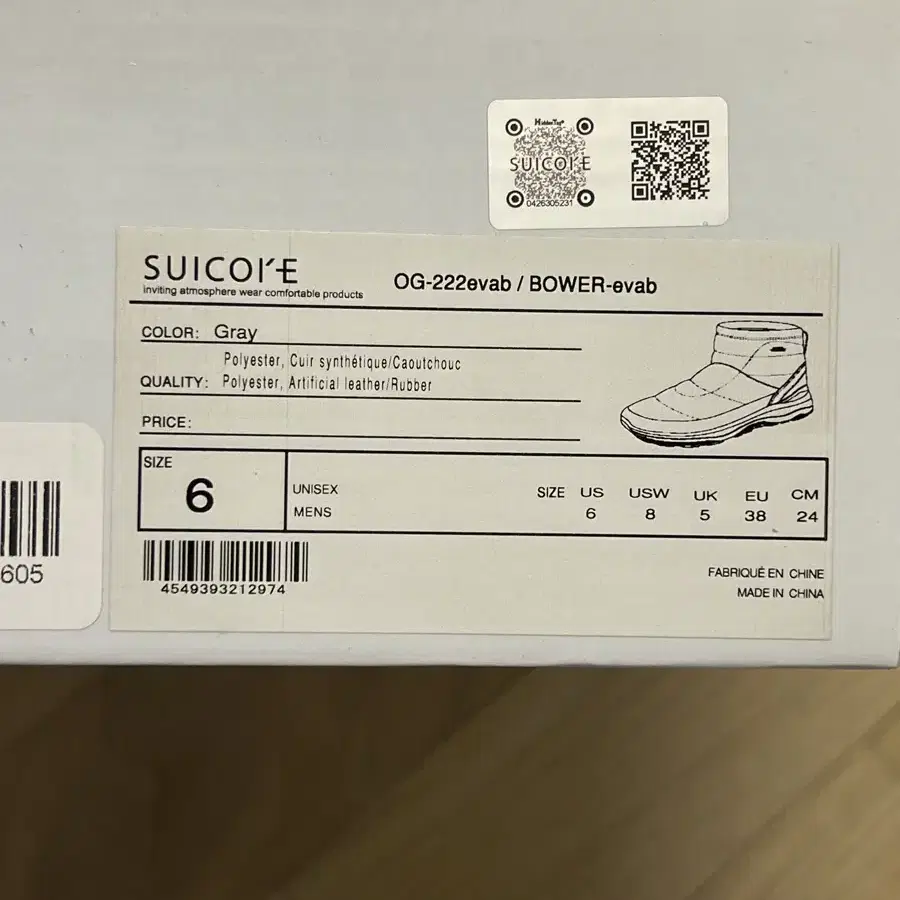 HiddenTag®
SUICOKE
0426305231
SUICOKE
inviting atmosphere wear comfortable products
OG-222evab / BOWER-evab
COLOR: Gray
Polyester, Cuir synthétique/Caoutchouc
QUALITY: Polyester, Artificial leather/Rubber
PRICE:
SIZE
6
UNISEX
MENS
SIZE US USW UK EU CM
6 8 5 38 24
4549393212974
FABRIQUÉ EN CHINE
MADE IN CHINA
605